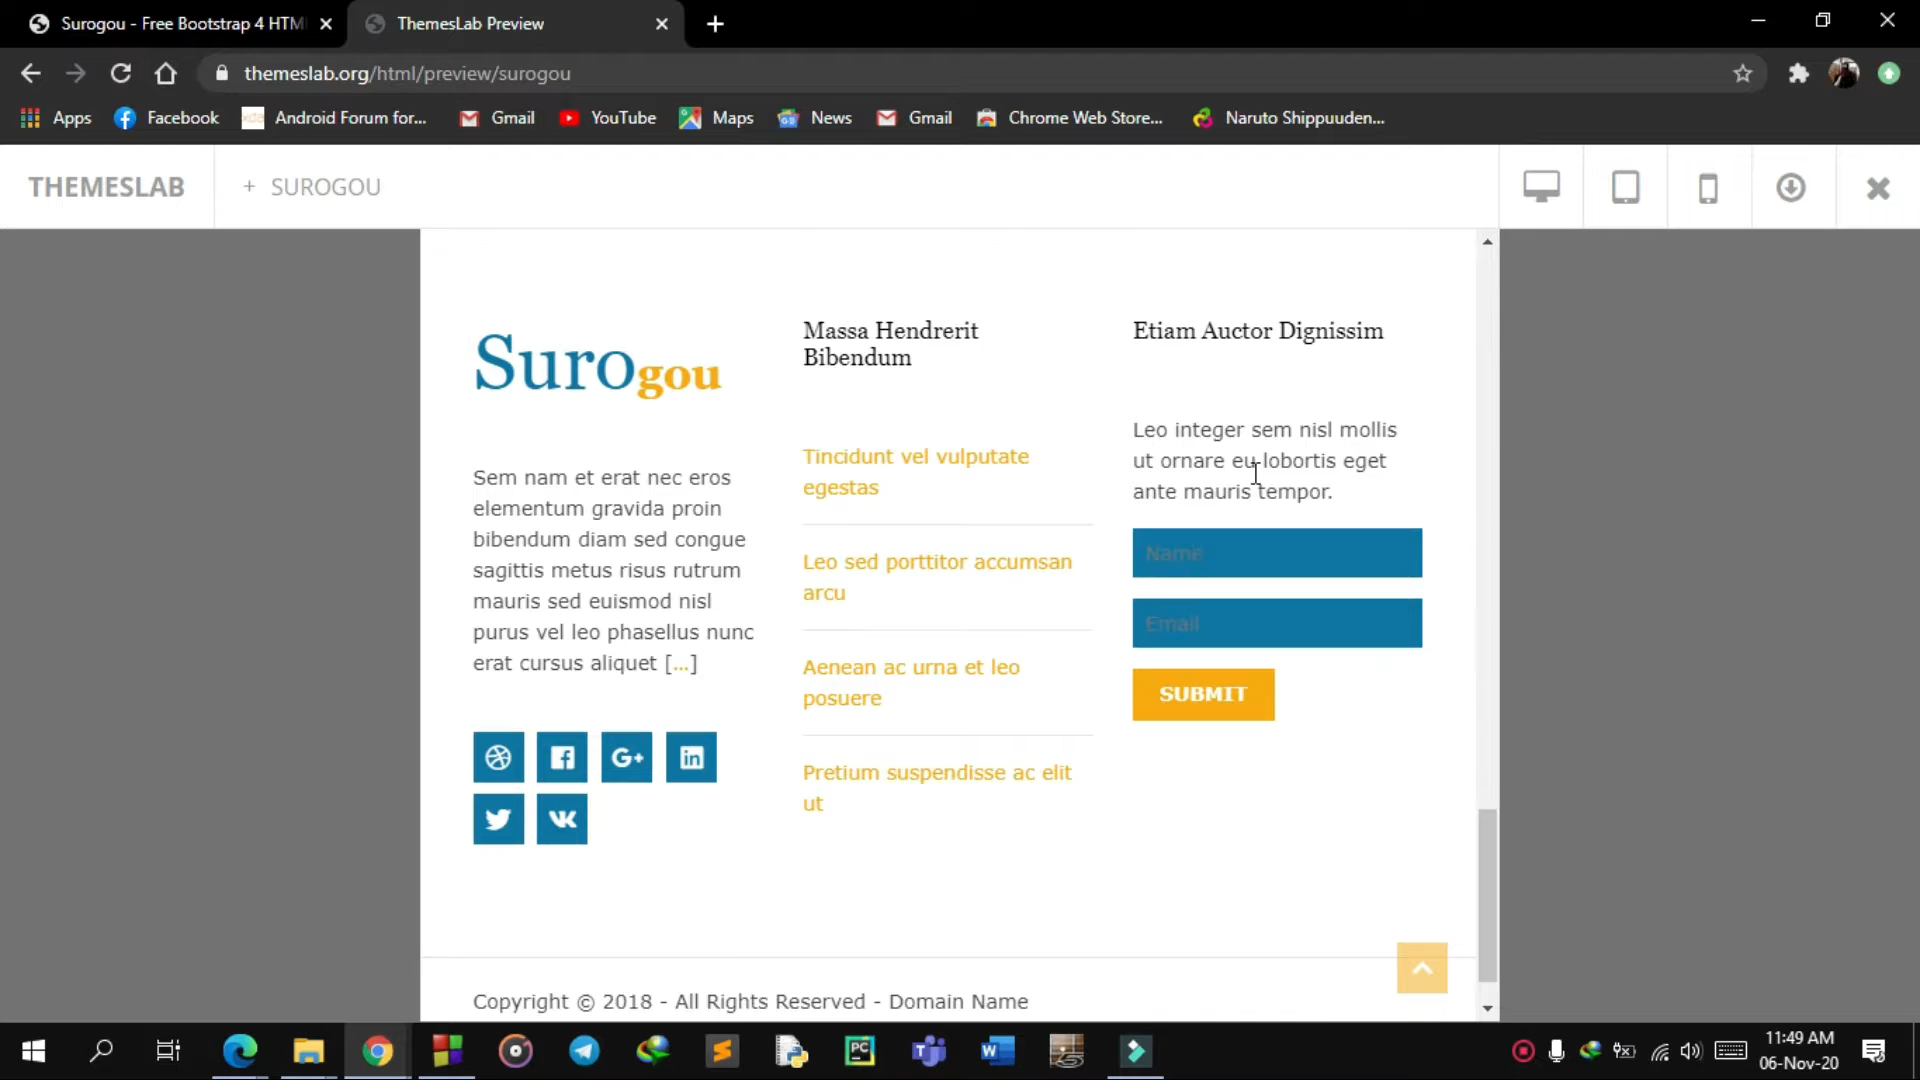 Surogou - Free Bootstrap 4 HTM
ThemesLab Preview
themeslab.org/html/preview/surogou
Apps
Facebook
Android Forum for...
Gmail
YouTube
Maps
News
Gmail
Chrome Web Store...
Naruto Shippuuden...
THEMESLAB
+ SUROGOU
Surogou
Sem nam et erat nec eros
elementum gravida proin
bibendum diam sed congue
sagittis metus risus rutrum
mauris sed euismod nisl
purus vel leo phasellus nunc
erat cursus aliquet [...]
Massa Hendrerit
Bibendum
Tincidunt vel vulputate
egestas
Leo sed porttitor accumsan
arcu
Aenean ac urna et leo
posuere
Pretium suspendisse ac elit
ut
Etiam Auctor Dignissim
Leo integer sem nisl mollis
ut ornare eu lobortis eget
ante mauris tempor.
Name
Email
SUBMIT
Copyright © 2018 - All Rights Reserved - Domain Name
11:49 AM
06-Nov-20